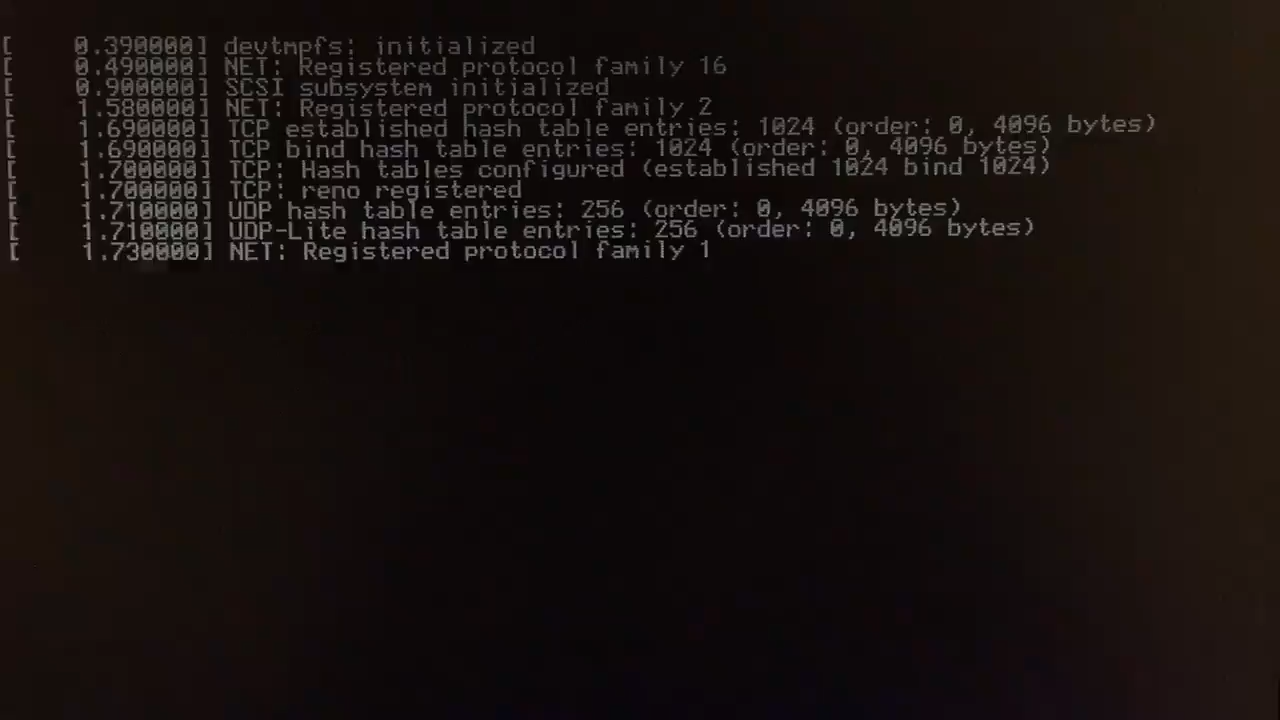 [    0.390000] devtmpfs: initialized
[    0.490000] NET: Registered protocol family 16
[    0.900000] SCSI subsystem initialized
[    1.580000] NET: Registered protocol family 2
[    1.690000] TCP established hash table entries: 1024 (order: 0, 4096 bytes)
[    1.690000] TCP bind hash table entries: 1024 (order: 0, 4096 bytes)
[    1.700000] TCP: Hash tables configured (established 1024 bind 1024)
[    1.700000] TCP: reno registered
[    1.710000] UDP hash table entries: 256 (order: 0, 4096 bytes)
[    1.710000] UDP-Lite hash table entries: 256 (order: 0, 4096 bytes)
[    1.730000] NET: Registered protocol family 1